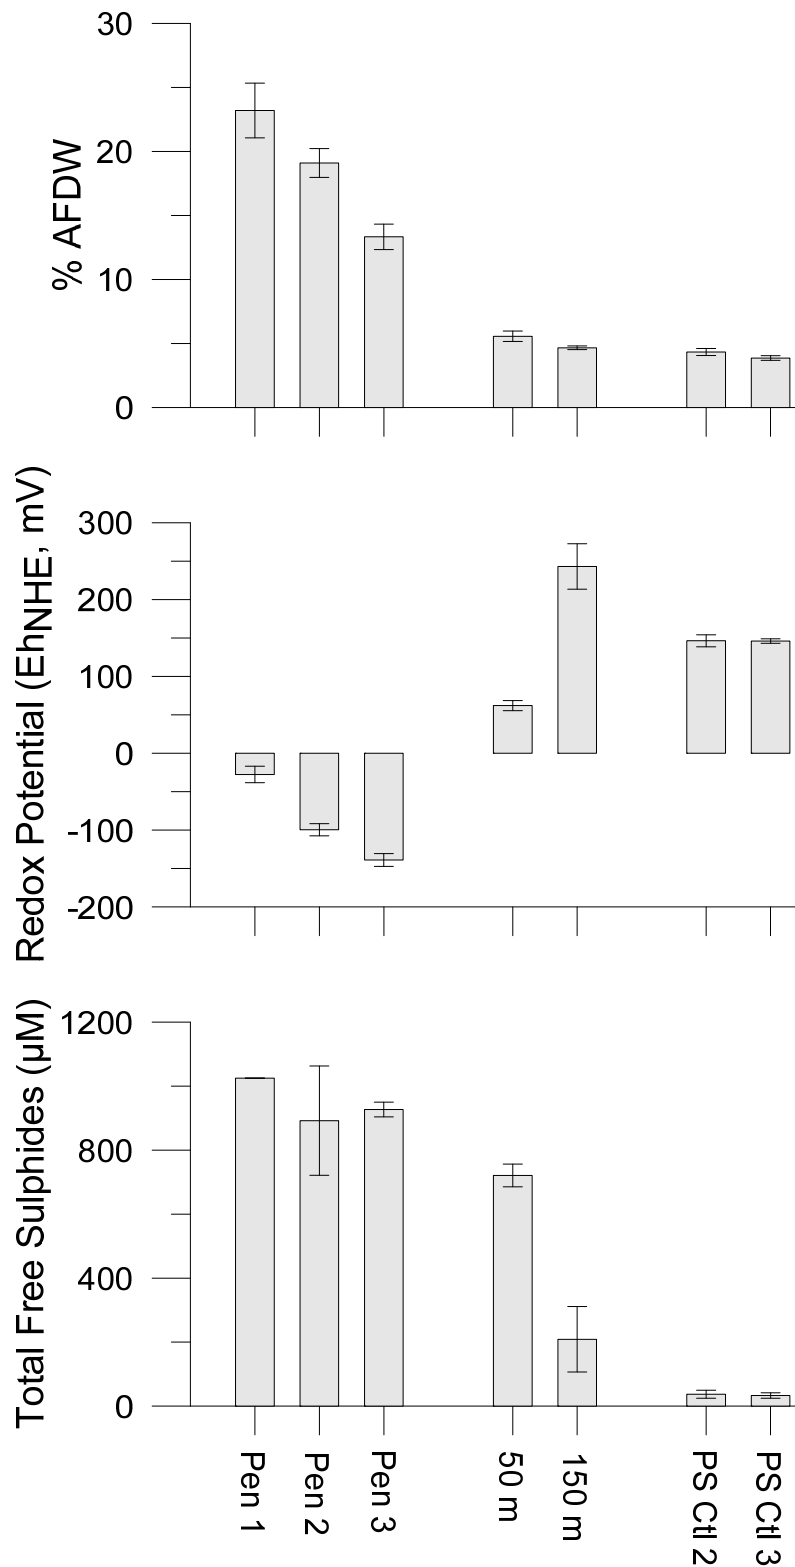 % AFDW
30
20
10
0
Redox Potential (EhNHE, mV)
300
200
100
0
-100
-200
Total Free Sulphides (µM)
1200
800
400
0
Pen 1
Pen 2
Pen 3
50 m
150 m
PS Ctl 2
PS Ctl 3